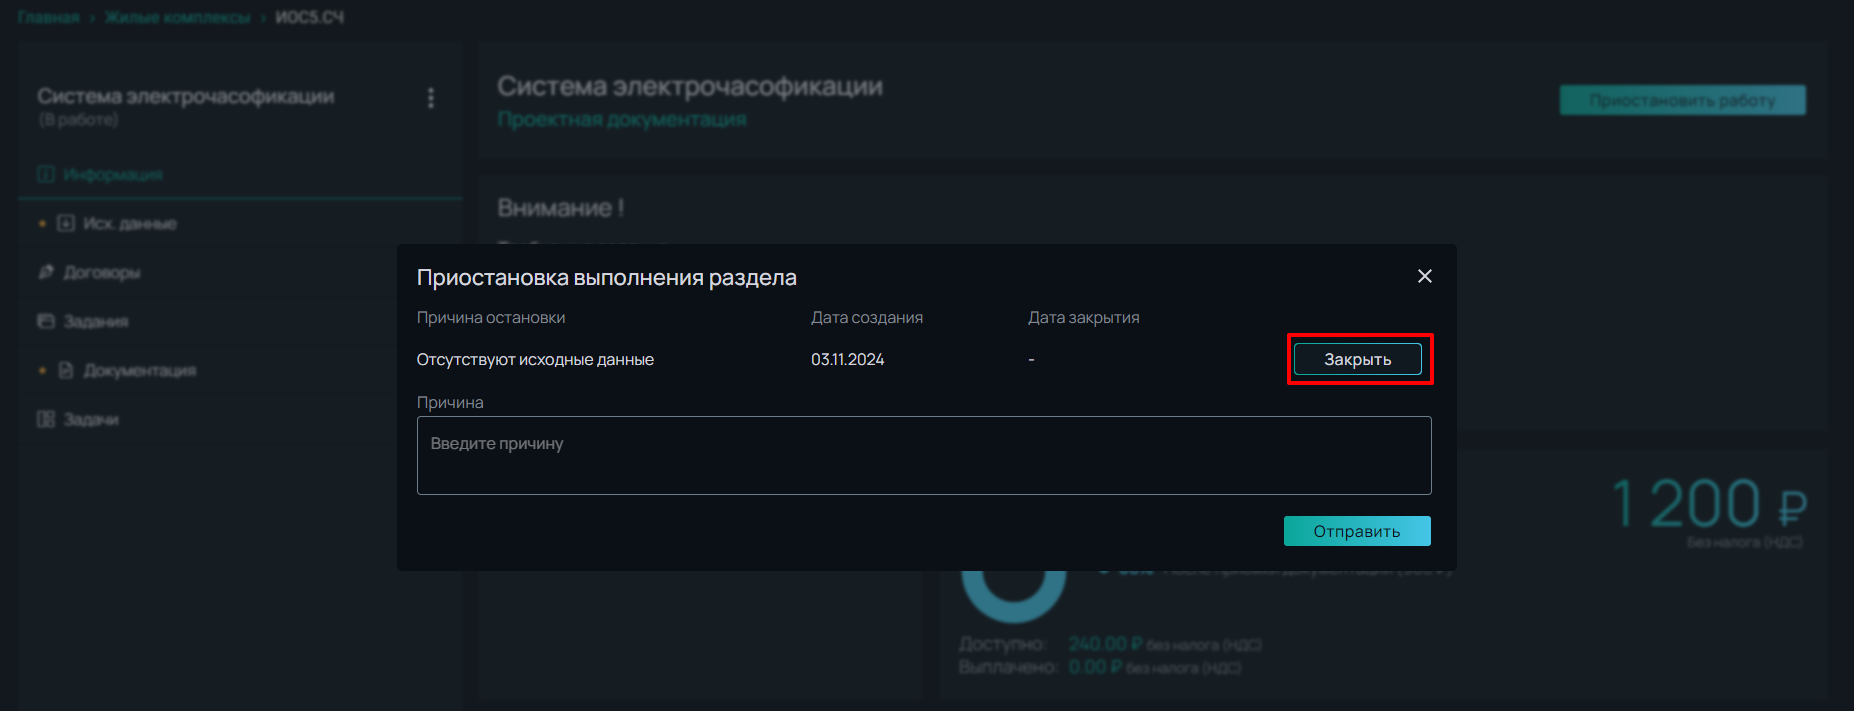 Главная › Жилые комплексы › ИОС5.СЧ
Система электрочасофикации
(В работе)
Информация
Исх. данные
Договоры
Задания
Документация
Задачи
Система электрочасофикации
Проектная документация
Приостановить работу
Внимание !
Приостановка выполнения раздела
Причина остановки Дата создания Дата закрытия
Отсутствуют исходные данные 03.11.2024 - Закрыть
Причина
Введите причину
Отправить
1 200 ₽
без налога (НДС)
Доступно: 240.00 ₽ без налога (НДС)
Выплачено: 0.00 ₽ без налога (НДС)